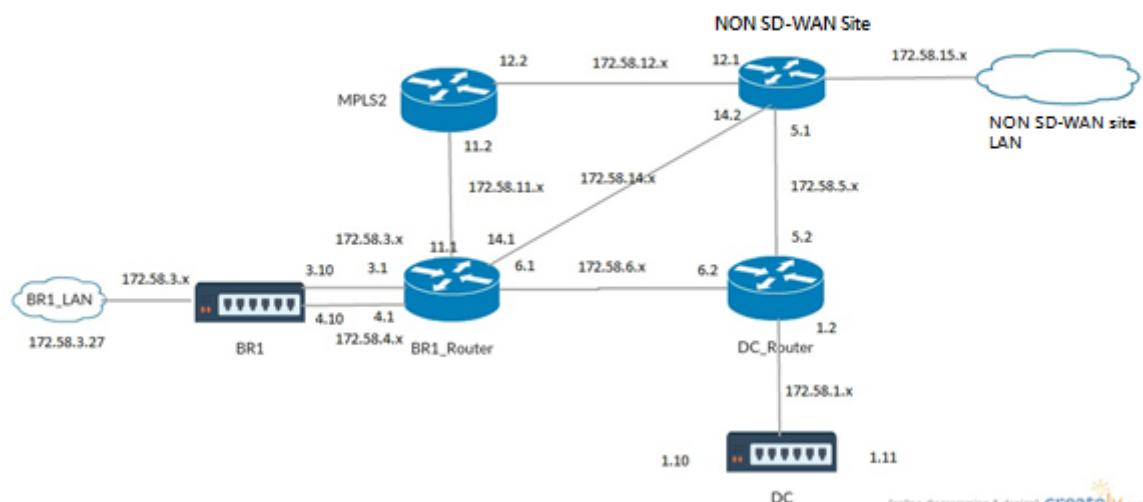 NON SD-WAN Site
12.2
172.58.12.x
12.1
172.58.15.x
MPLS2
14.2
5.1
NON SD-WAN site
LAN
11.2
172.58.11.x
172.58.14.x
172.58.5.x
172.58.3.x
11.1
14.1
5.2
172.58.3.x
3.10
3.1
6.1
172.58.6.x
6.2
BR1_LAN
4.10
4.1
1.2
172.58.3.27
172.58.4.x
BR1
BR1_Router
DC_Router
172.58.1.x
1.10
1.11
DC
creately